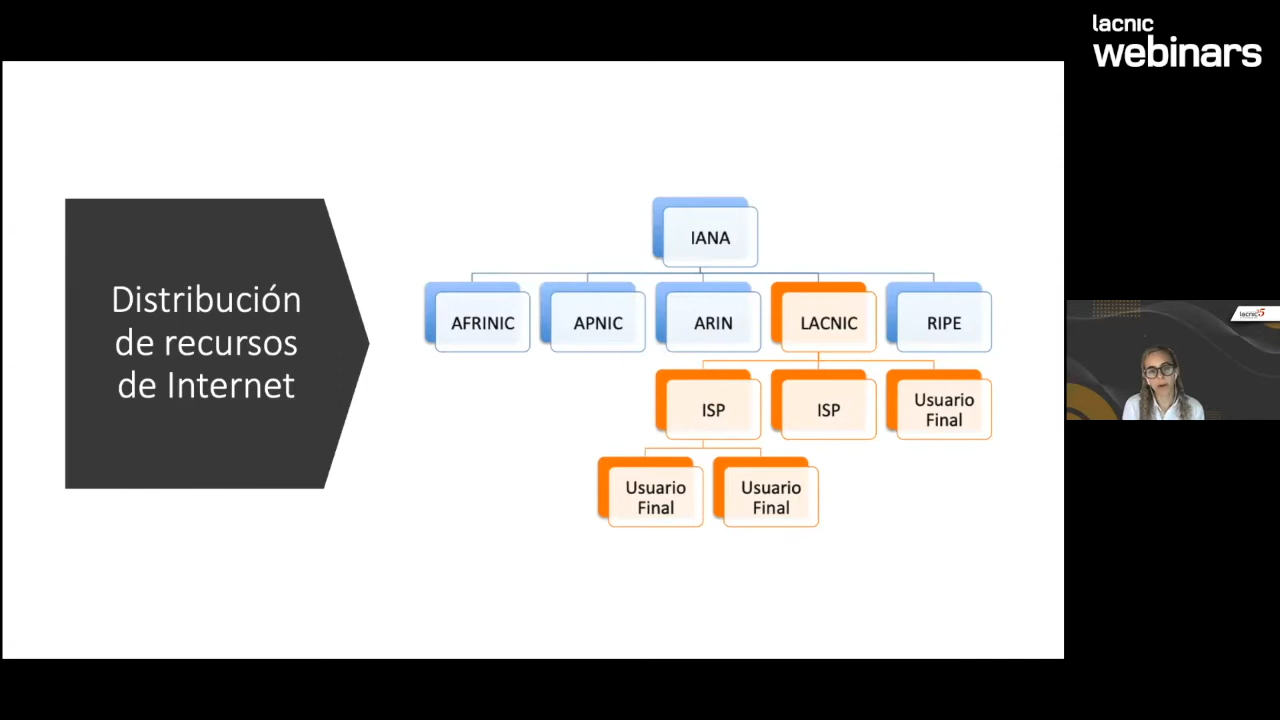 lacnic
webinars
Distribución
de recursos
de Internet
IANA
AFRINIC
APNIC
ARIN
LACNIC
RIPE
ISP
ISP
Usuario
Final
Usuario
Final
Usuario
Final
lacnic